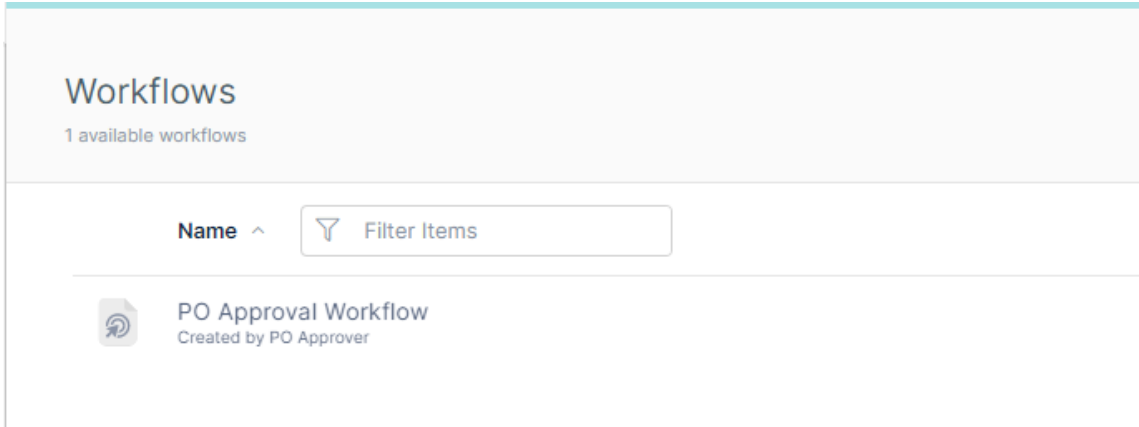 Workflows
1 available workflows
Name Filter Items
PO Approval Workflow
Created by PO Approver